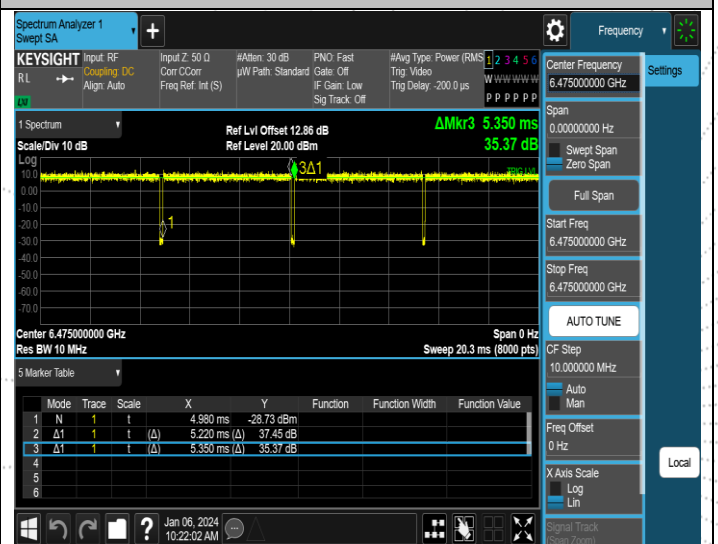 Spectrum Analyzer 1
Swept SA
+
Frequency
KEYSIGHT
RL
Input: RF
Coupling: DC
Align: Auto
Input Z: 50 Ω
Corr CCorr
Freq Ref: Int (S)
#Atten: 30 dB
µW Path: Standard
PNO: Fast
Gate: Off
IF Gain: Low
Sig Track: Off
#Avg Type: Power (RMS
Trig: Video
Trig Delay: -200.0 µs
1 2 3 4 5 6
W W W W W W
P P P P P P
LXI
1 Spectrum
Scale/Div 10 dB
Ref Lvl Offset 12.86 dB
Ref Level 20.00 dBm
ΔMkr3 5.350 ms
35.37 dB
Log
3Δ1
TRIG LVL
10.0
0.00
-10.0
-20.0
1
-30.0
-40.0
-50.0
-60.0
-70.0
Center 6.475000000 GHz
Res BW 10 MHz
Span 0 Hz
Sweep 20.3 ms (8000 pts)
5 Marker Table
Mode Trace Scale X Y Function Function Width Function Value
1 N 1 t 4.980 ms -28.73 dBm
2 Δ1 1 t (Δ) 5.220 ms (Δ) 37.45 dB
3 Δ1 1 t (Δ) 5.350 ms (Δ) 35.37 dB
4
5
6
?
Jan 06, 2024
10:22:02 AM
Center Frequency
6.475000000 GHz
Span
0.00000000 Hz
Swept Span
Zero Span
Full Span
Start Freq
6.475000000 GHz
Stop Freq
6.475000000 GHz
AUTO TUNE
CF Step
10.000000 MHz
Auto
Man
Freq Offset
0 Hz
X Axis Scale
Log
Lin
Signal Track
(Span Zoom)
Settings
Local